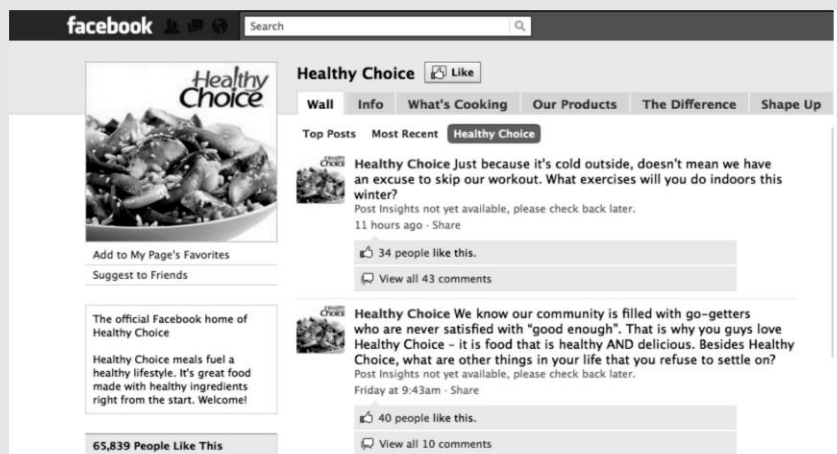 facebook
Search
Healthy
Choice
Healthy Choice
Like
Wall
Info
What's Cooking
Our Products
The Difference
Shape Up
Top Posts
Most Recent
Healthy Choice
Healthy Choice Just because it's cold outside, doesn't mean we have
an excuse to skip our workout. What exercises will you do indoors this
winter?
Post Insights not yet available, please check back later.
11 hours ago · Share
34 people like this.
View all 43 comments
Healthy Choice We know our community is filled with go-getters
who are never satisfied with “good enough”. That is why you guys love
Healthy Choice – it is food that is healthy AND delicious. Besides Healthy
Choice, what are other things in your life that you refuse to settle on?
Post Insights not yet available, please check back later.
Friday at 9:43am · Share
40 people like this.
View all 10 comments
Add to My Page's Favorites
Suggest to Friends
The official Facebook home of
Healthy Choice
Healthy Choice meals fuel a
healthy lifestyle. It's great food
made with healthy ingredients
right from the start. Welcome!
65,839 People Like This